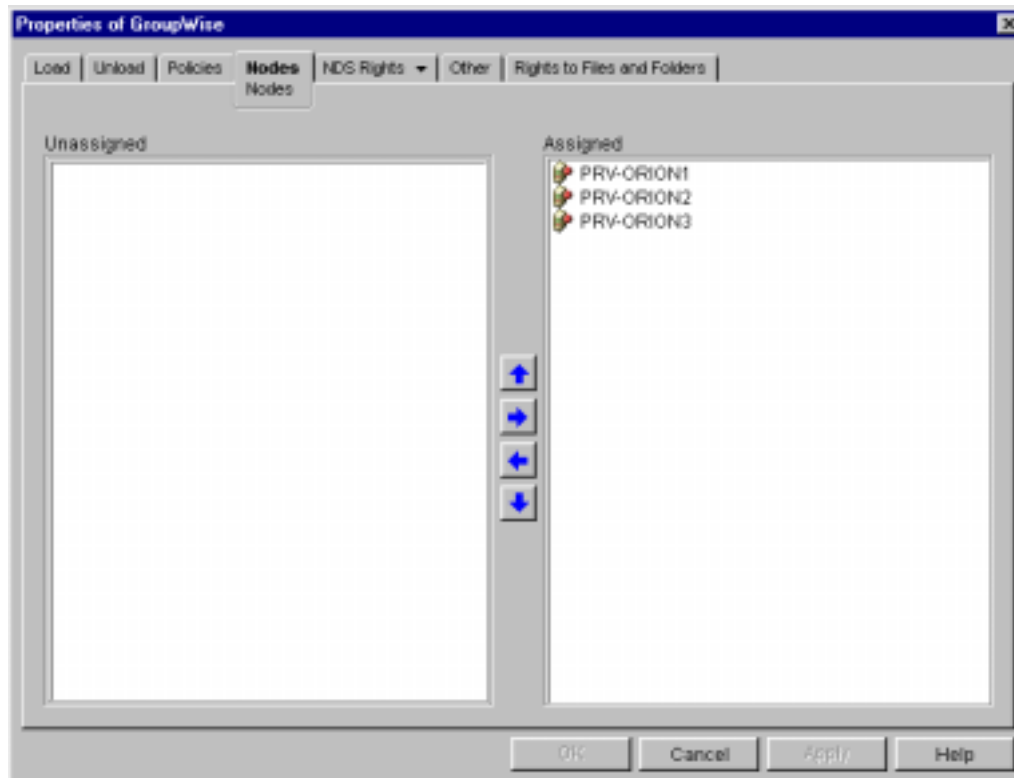 Properties of GroupWise
Load Unload Policies Nodes NDS Rights Other Rights to Files and Folders
Nodes
Unassigned Assigned
PRV-ORION1
PRV-ORION2
PRV-ORION3
OK Cancel Apply Help